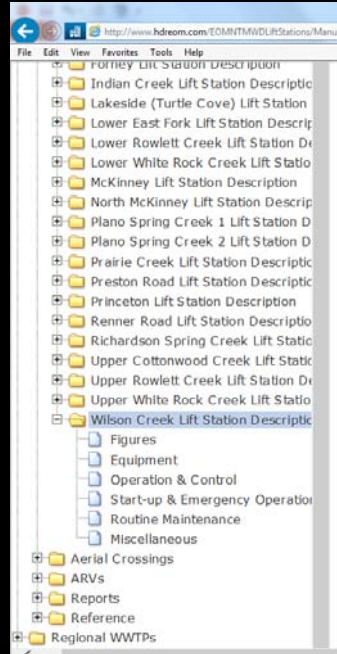 http://www.hdreom.com/EOMNTMWDLiftStations/Manu
File Edit View Favorites Tools Help
Forney Lift Station Description
Indian Creek Lift Station Descriptic
Lakeside (Turtle Cove) Lift Station
Lower East Fork Lift Station Descrip
Lower Rowlett Creek Lift Station De
Lower White Rock Creek Lift Statio
McKinney Lift Station Description
North McKinney Lift Station Descrip
Plano Spring Creek 1 Lift Station D
Plano Spring Creek 2 Lift Station D
Prairie Creek Lift Station Descriptic
Preston Road Lift Station Descriptic
Princeton Lift Station Description
Renner Road Lift Station Descriptio
Richardson Spring Creek Lift Static
Upper Cottonwood Creek Lift Static
Upper Rowlett Creek Lift Station De
Upper White Rock Creek Lift Statio
Wilson Creek Lift Station Descriptic
Figures
Equipment
Operation & Control
Start-up & Emergency Operation
Routine Maintenance
Miscellaneous
Aerial Crossings
ARVs
Reports
Reference
Regional WWTPs